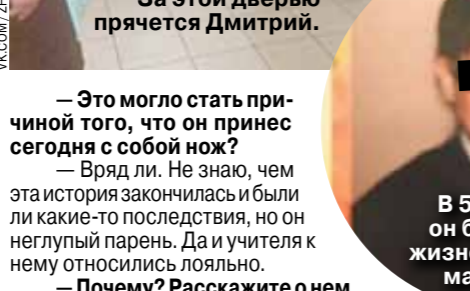 За этой дверью
прячется Дмитрий.
VK.COM/
— Это могло стать при-
чиной того, что он принес
сегодня с собой нож?
— Вряд ли. Не знаю, чем
эта история закончилась и были
ли какие-то последствия, но он
неглупый парень. Да и учителя к
нему относились лояльно.
— Почему? Расскажите о нем
В 5
он б
жизне
ма